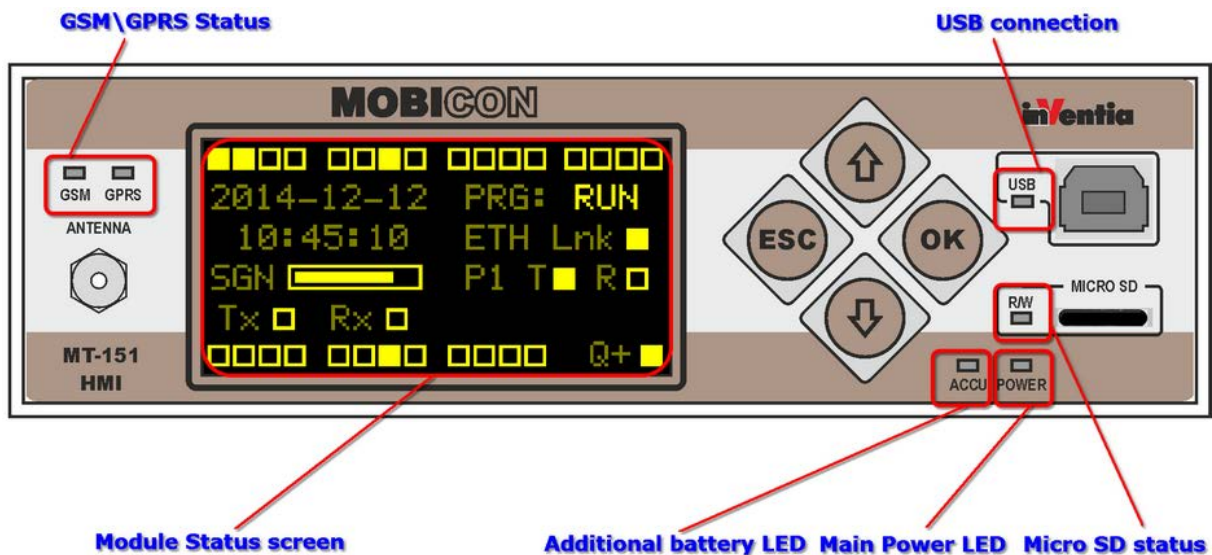 GSM\GPRS Status
USB connection
MOBICON
inVentia
GSM GPRS
ANTENNA
2014-12-12 PRG: RUN
10:45:10 ETH Lnk
SGN P1 T R
Tx Rx
Q+
ESC
OK
USB
MICRO SD
R/W
MT-151
HMI
ACCU POWER
Module Status screen
Additional battery LED
Main Power LED
Micro SD status